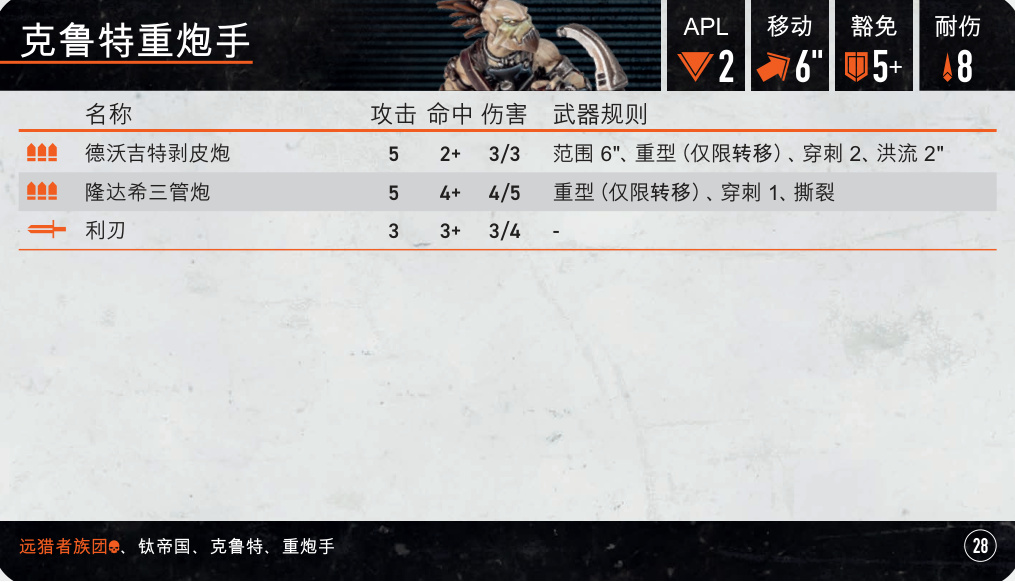 克鲁特重炮手
APL 移动 豁免 耐伤
2 6" 5+ 8
名称 攻击 命中 伤害 武器规则
德沃吉特剥皮炮 5 2+ 3/3 范围 6"、重型（仅限转移）、穿刺 2、洪流 2"
隆达希三管炮 5 4+ 4/5 重型（仅限转移）、穿刺 1、撕裂
利刃 3 3+ 3/4 -
远猎者族团、钛帝国、克鲁特、重炮手
28